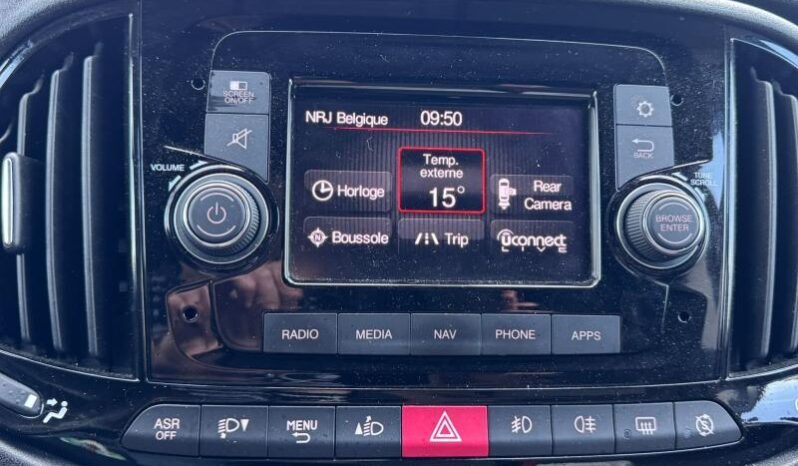 SCREEN
ON/OFF
NRJ Belgique 09:50
BACK
VOLUME
Temp.
externe
15°
Horloge
Rear
Camera
TUNE
SCROLL
BROWSE
ENTER
N
Boussole
Trip
uconnect
LIVE
RADIO MEDIA NAV PHONE APPS
ASR
OFF
MENU